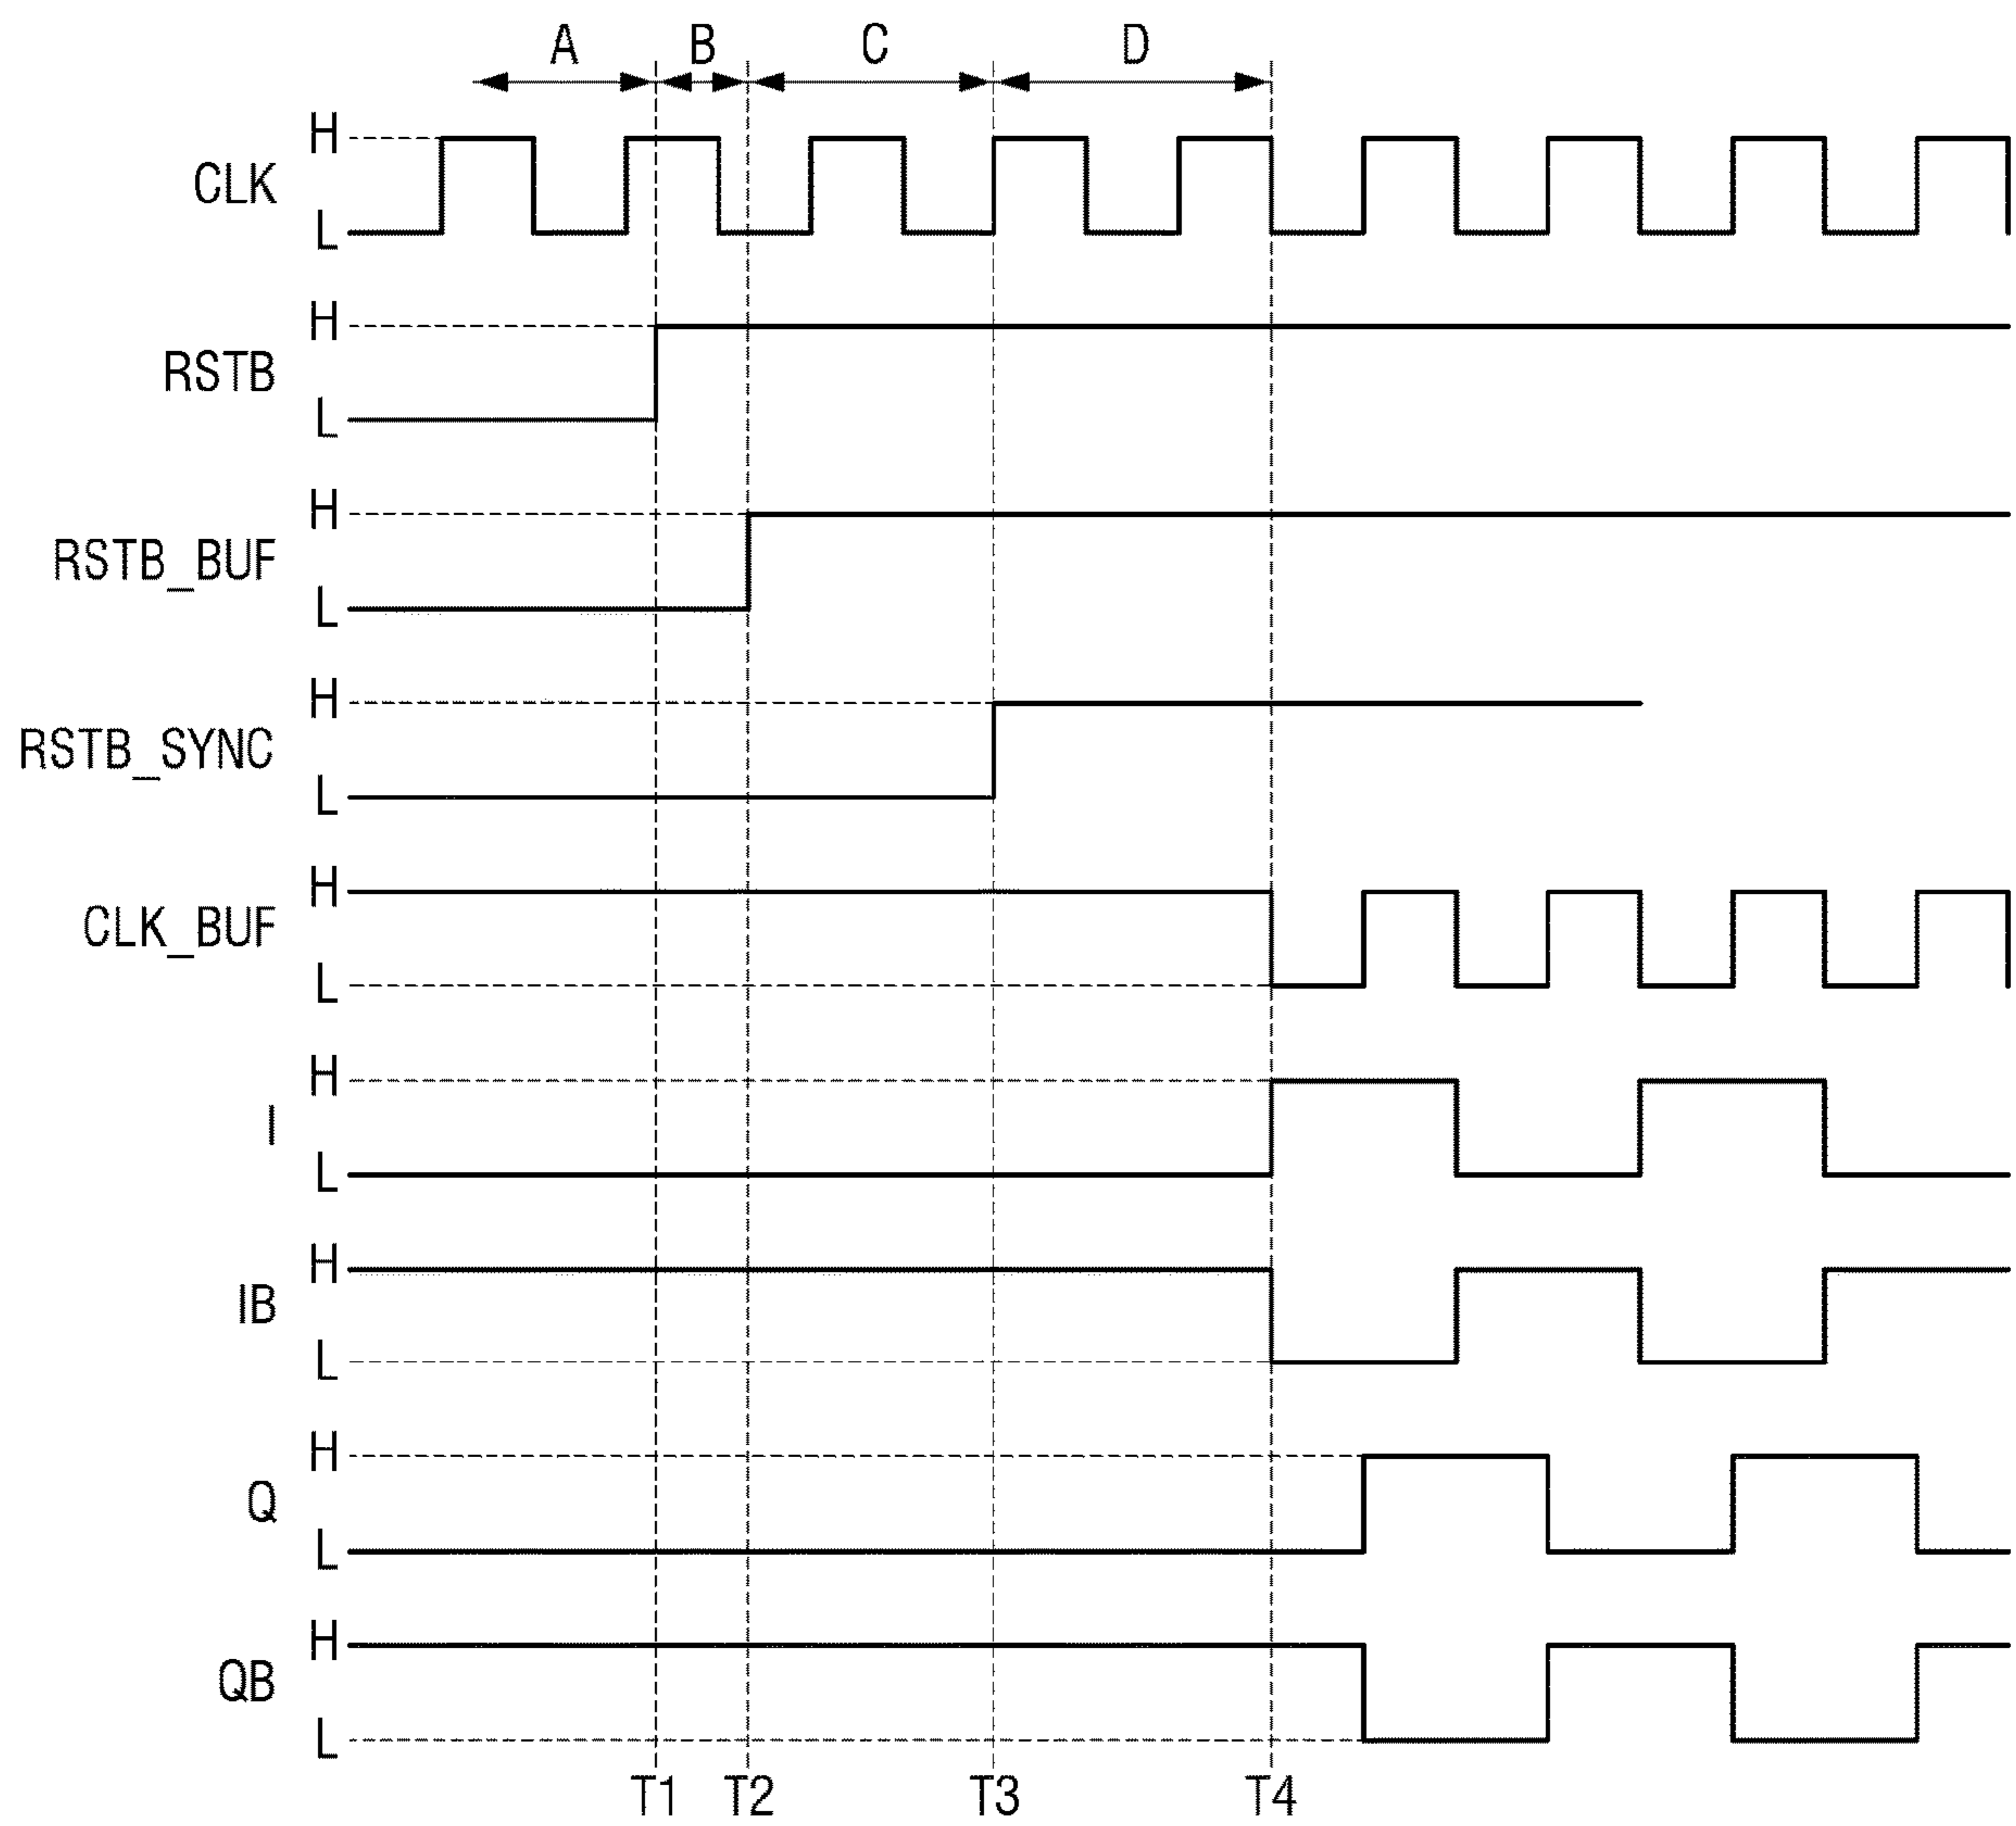 A B C D
H
CLK
L
H
RSTB
L
H
RSTB_BUF
L
H
RSTB_SYNC
L
H
CLK_BUF
L
H
I
L
H
IB
L
H
Q
L
H
QB
L
T1 T2 T3 T4